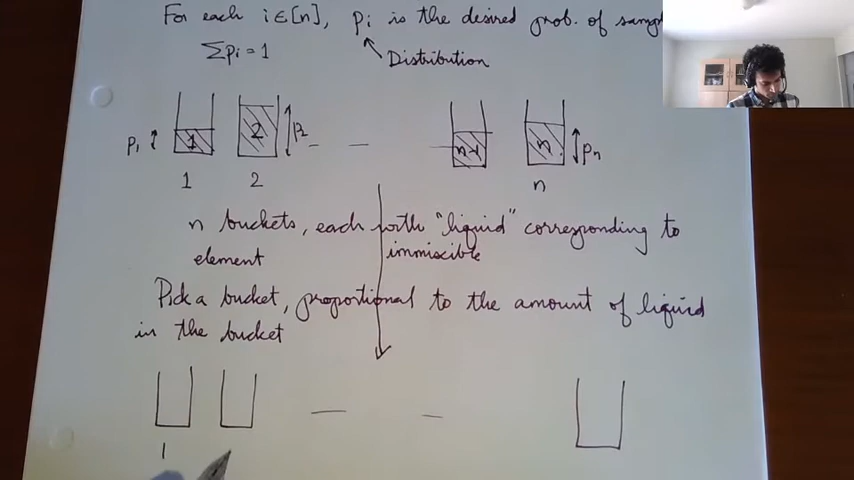 For each i∈[n], pi is the desired prob. of
∑pi = 1
Distribution
p1 1 2 p2 n-1 n pn
1 2 n
n buckets, each with "liquid" corresponding to
element immiscible
Pick a bucket, proportional to the amount of liquid
in the bucket
1